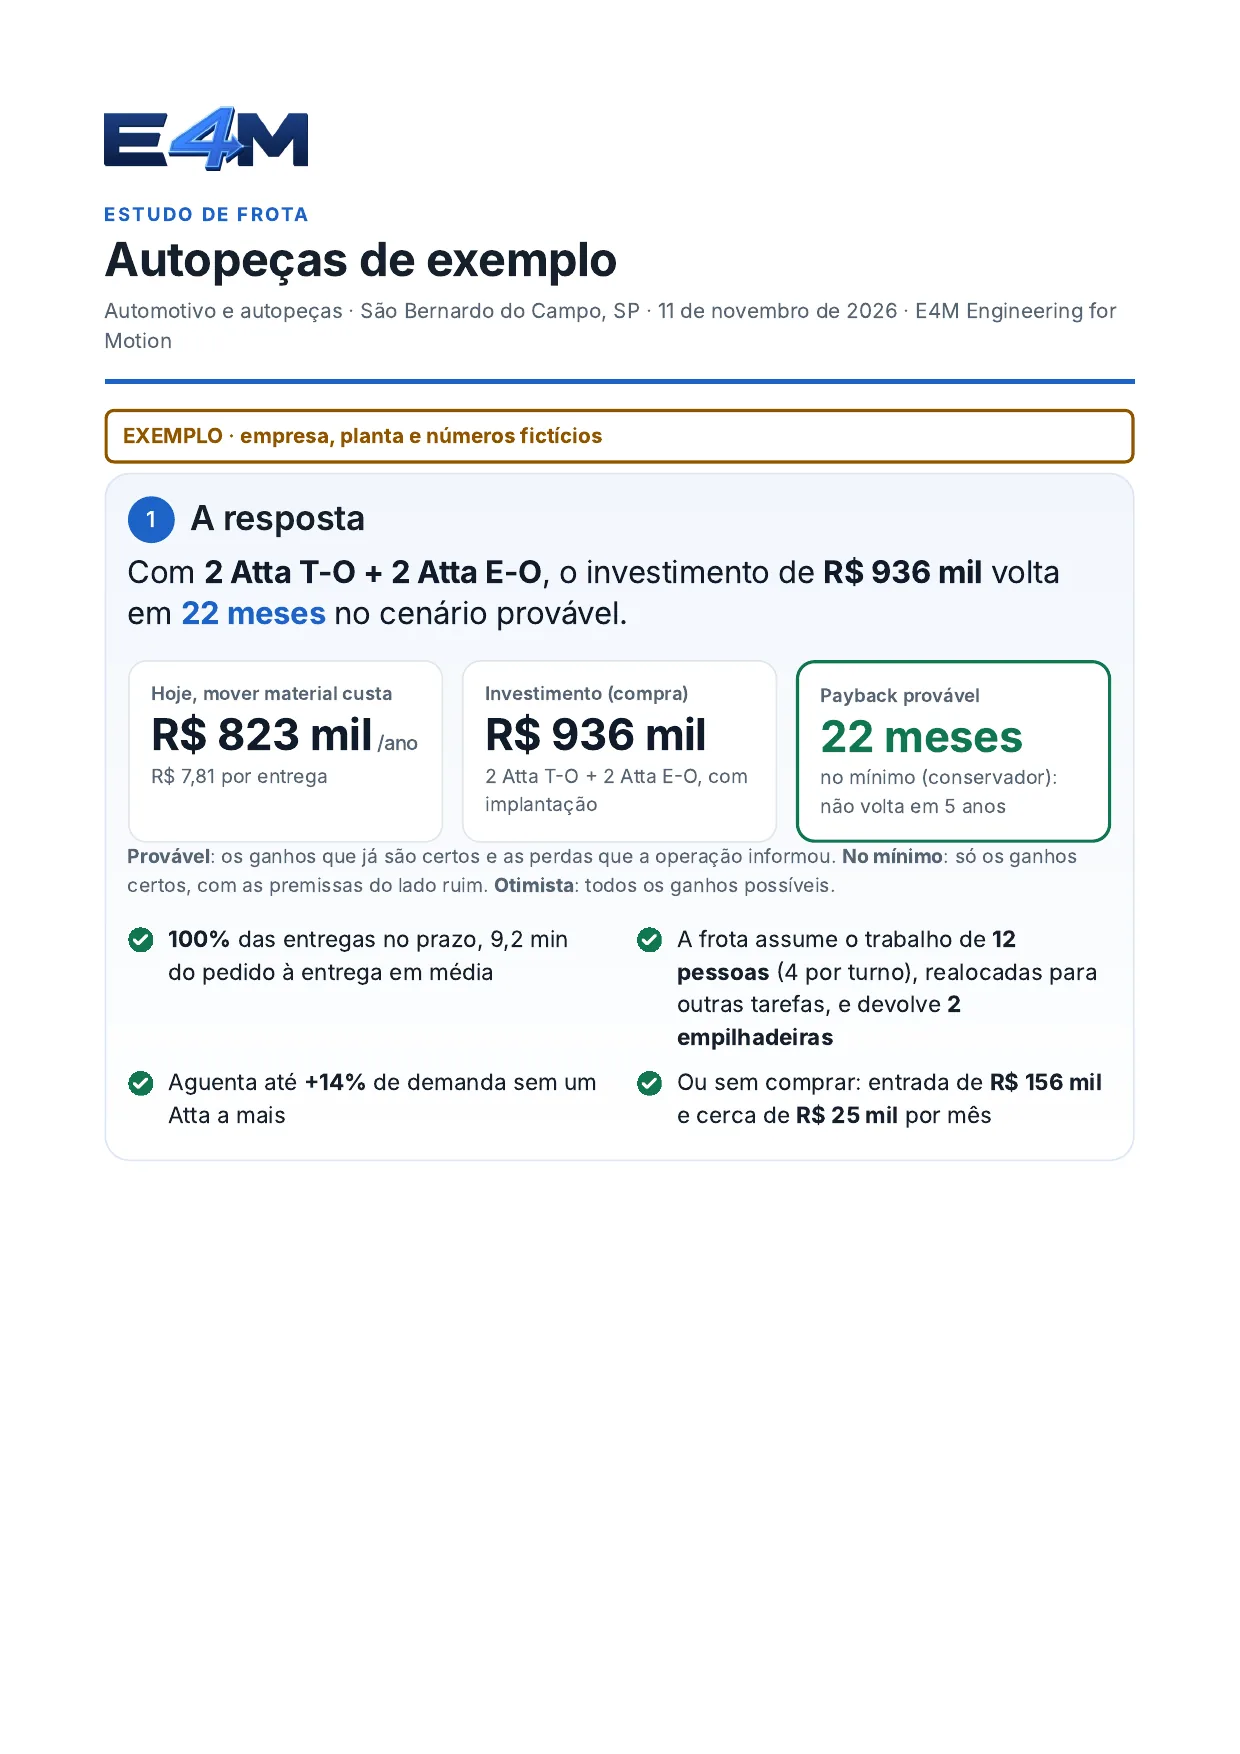 E4M
ESTUDO DE FROTA
Autopeças de exemplo
Automotivo e autopeças · São Bernardo do Campo, SP · 11 de novembro de 2026 · E4M Engineering for
Motion
EXEMPLO · empresa, planta e números fictícios
1 A resposta
Com 2 Atta T-O + 2 Atta E-O, o investimento de R$ 936 mil volta
em 22 meses no cenário provável.
Hoje, mover material custa
R$ 823 mil /ano
R$ 7,81 por entrega
Investimento (compra)
R$ 936 mil
2 Atta T-O + 2 Atta E-O, com
implantação
Payback provável
22 meses
no mínimo (conservador):
não volta em 5 anos
Provável: os ganhos que já são certos e as perdas que a operação informou. No mínimo: só os ganhos
certos, com as premissas do lado ruim. Otimista: todos os ganhos possíveis.
100% das entregas no prazo, 9,2 min
do pedido à entrega em média
A frota assume o trabalho de 12
pessoas (4 por turno), realocadas para
outras tarefas, e devolve 2
empilhadeiras
Aguenta até +14% de demanda sem um
Atta a mais
Ou sem comprar: entrada de R$ 156 mil
e cerca de R$ 25 mil por mês